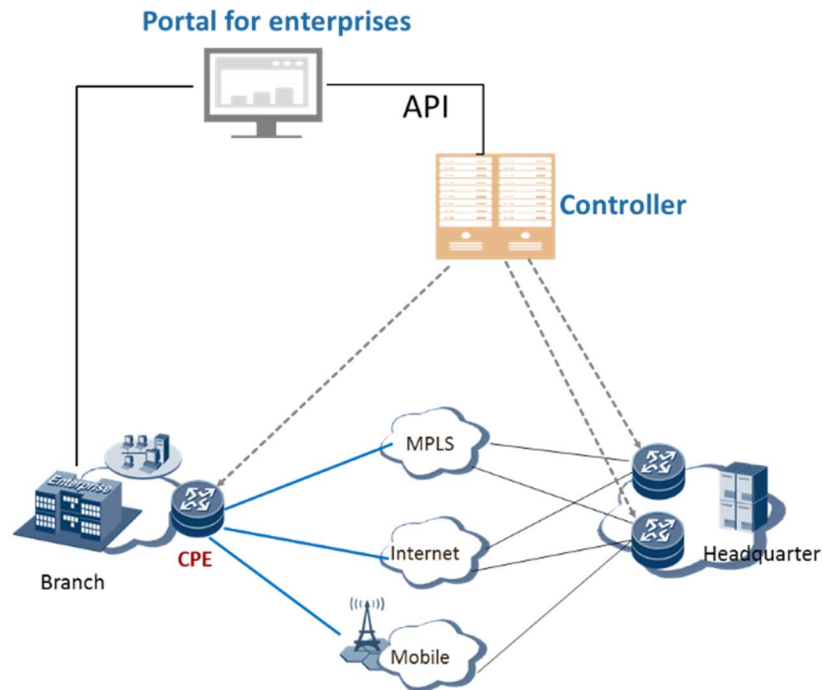 Portal for enterprises
API
Controller
MPLS
Enterprise
Internet
Headquarter
CPE
Branch
Mobile